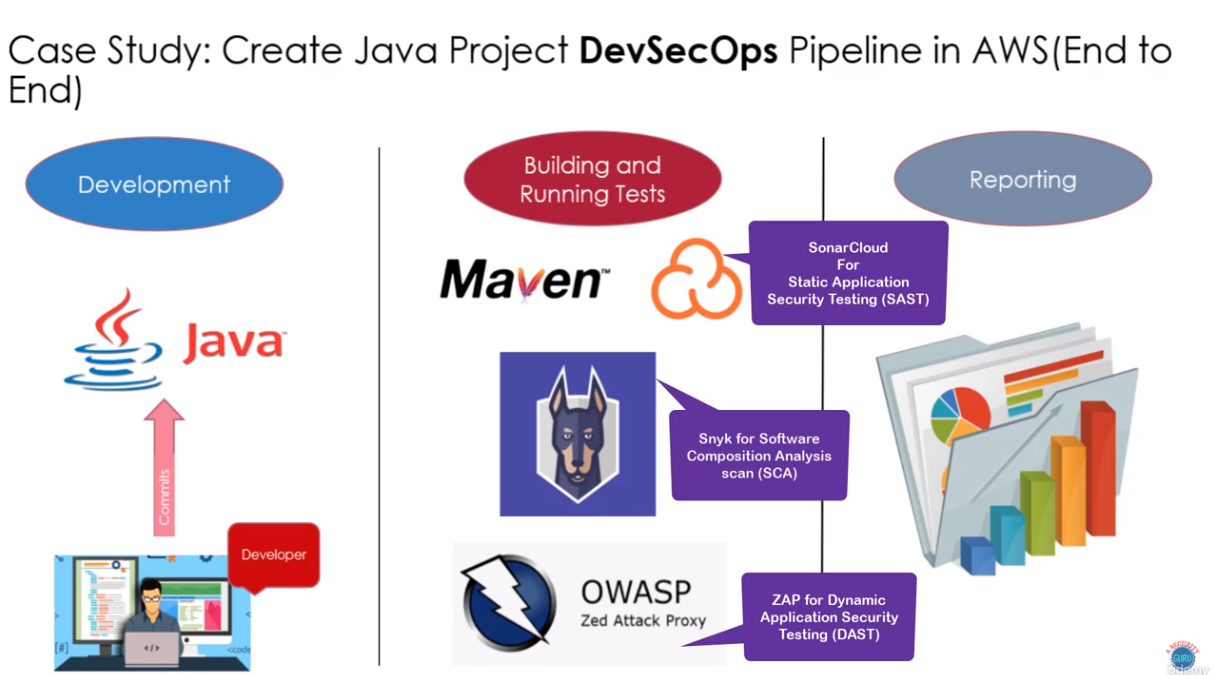 Case Study: Create Java Project DevSecOps Pipeline in AWS(End to
End)
Development
Building and
Running Tests
Reporting
Maven™
SonarCloud
For
Static Application
Security Testing (SAST)
Java™
Snyk for Software
Composition Analysis
scan (SCA)
Commits
Developer
</>
<code>
[#]
OWASP
Zed Attack Proxy
ZAP for Dynamic
Application Security
Testing (DAST)
A SECURITY
GURU
udemy